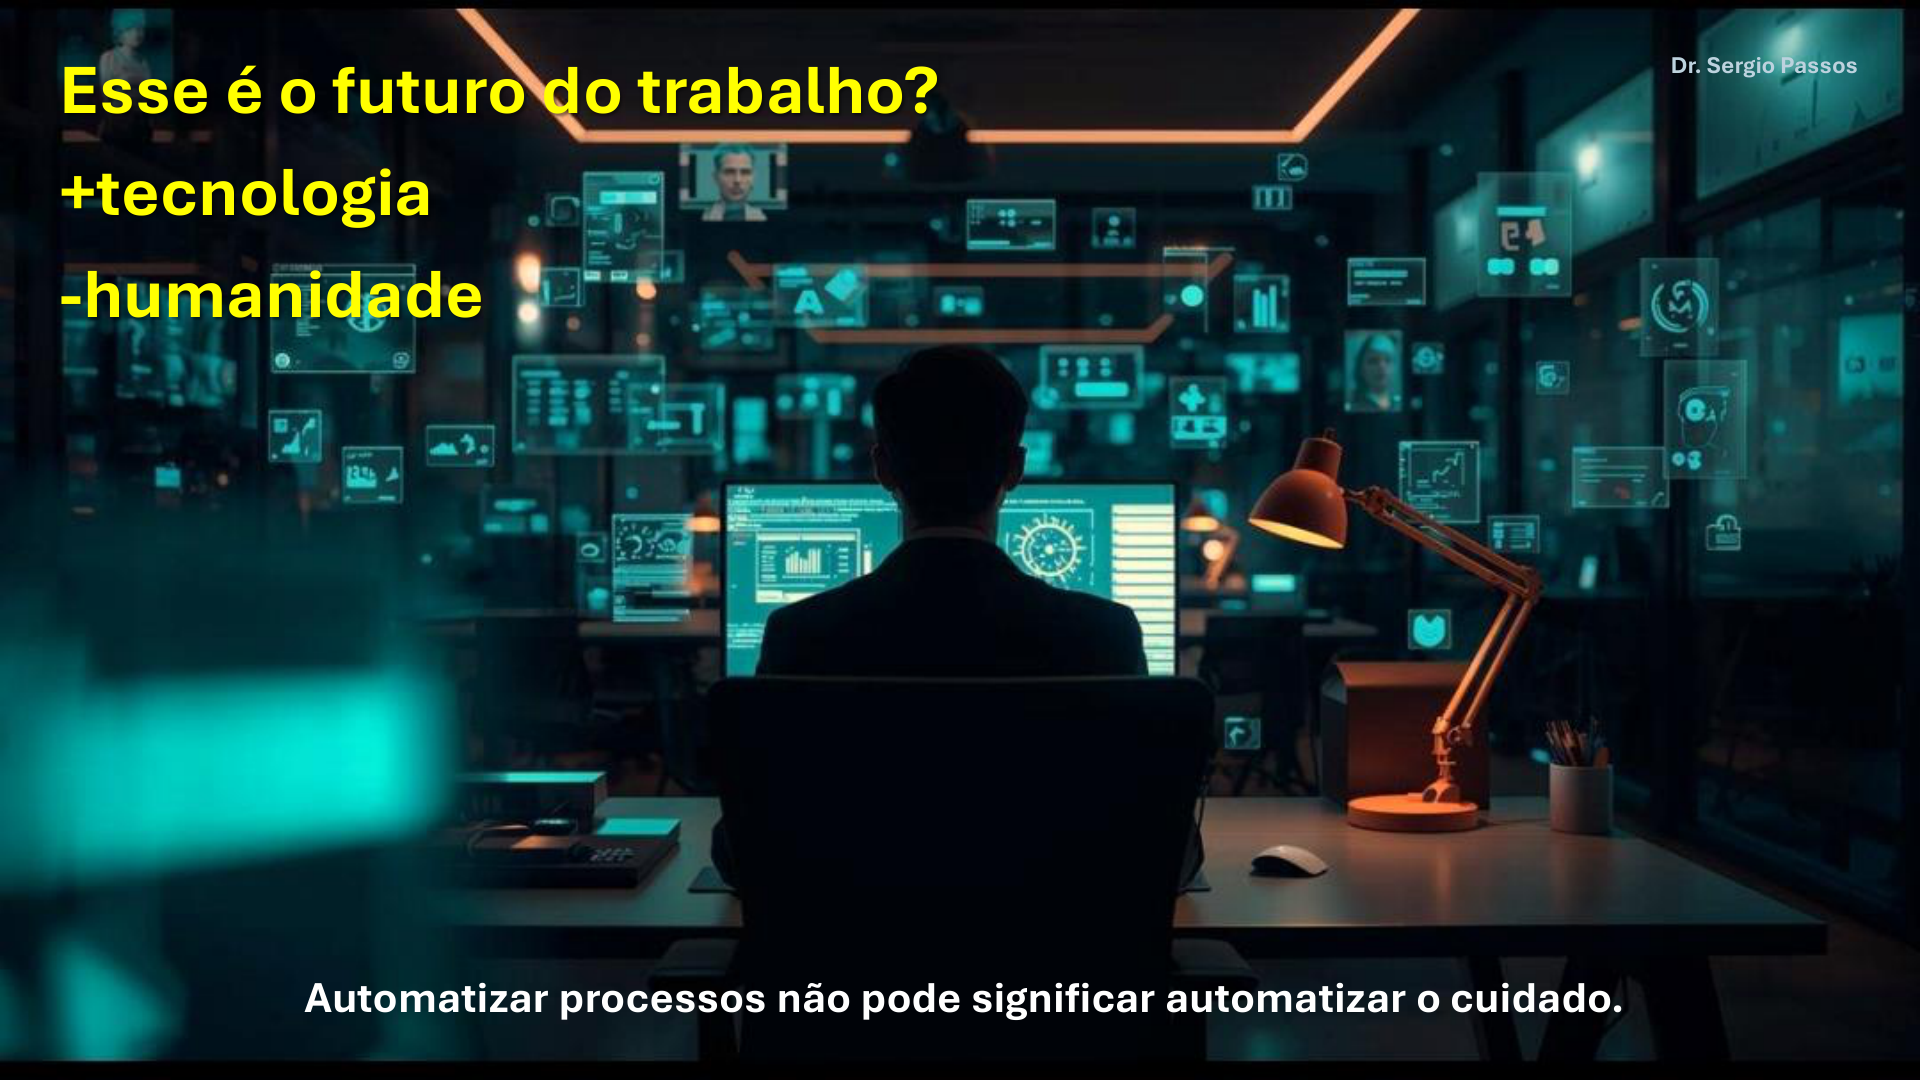 Esse é o futuro do trabalho?
Dr. Sergio Passos
+tecnologia
-humanidade
Automatizar processos não pode significar automatizar o cuidado.